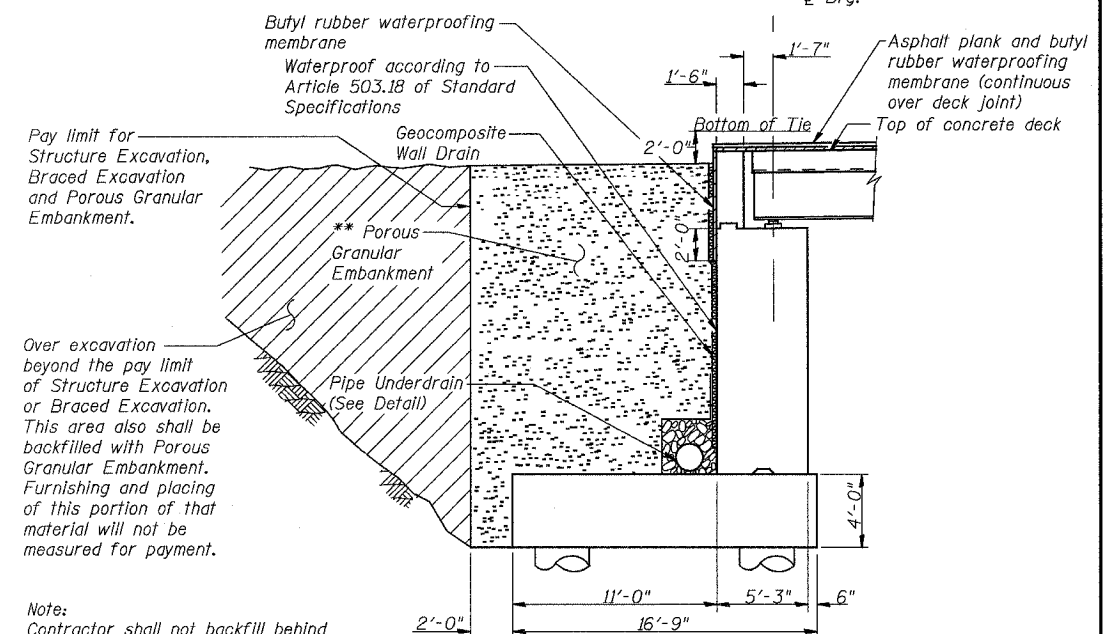 ℄ Brg.
Butyl rubber waterproofing
membrane
Waterproof according to
Article 503.18 of Standard
Specifications
Geocomposite
Wall Drain
Pay limit for
Structure Excavation,
Braced Excavation
and Porous Granular
Embankment.
** Porous
Granular
Embankment
1'-7"
1'-6"
Asphalt plank and butyl
rubber waterproofing
membrane (continuous
over deck joint)
Bottom of Tie
Top of concrete deck
2'-0"
2'-0
Over excavation
beyond the pay limit
of Structure Excavation
or Braced Excavation.
This area also shall be
backfilled with Porous
Granular Embankment.
Furnishing and placing
of this portion of that
material will not be
measured for payment.
Pipe Underdrain
(See Detail)
4'-0"
11'-0"
5'-3"
6"
2'-0"
16'-9"
Note:
Contractor shall not backfill behind